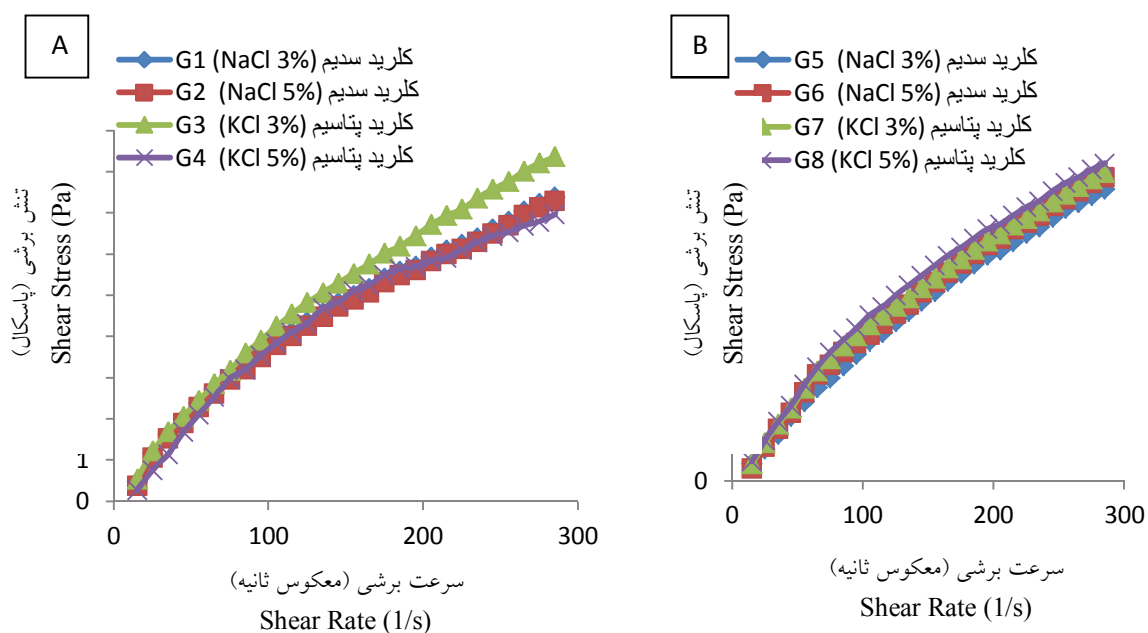 A
G1 (NaCl 3%) کلرید سدیم
G2 (NaCl 5%) کلرید سدیم
G3 (KCl 3%) کلرید پتاسیم
G4 (KCl 5%) کلرید پتاسیم
تنش برشی (پاسکال)
Shear Stress (Pa)
1
0
0 100 200 300
سرعت برشی (معکوس ثانیه)
Shear Rate (1/s)
B
G5 (NaCl 3%) کلرید سدیم
G6 (NaCl 5%) کلرید سدیم
G7 (KCl 3%) کلرید پتاسیم
G8 (KCl 5%) کلرید پتاسیم
تنش برشی (پاسکال)
Shear Stress (Pa)
0
0 100 200 300
سرعت برشی (معکوس ثانیه)
Shear Rate (1/s)